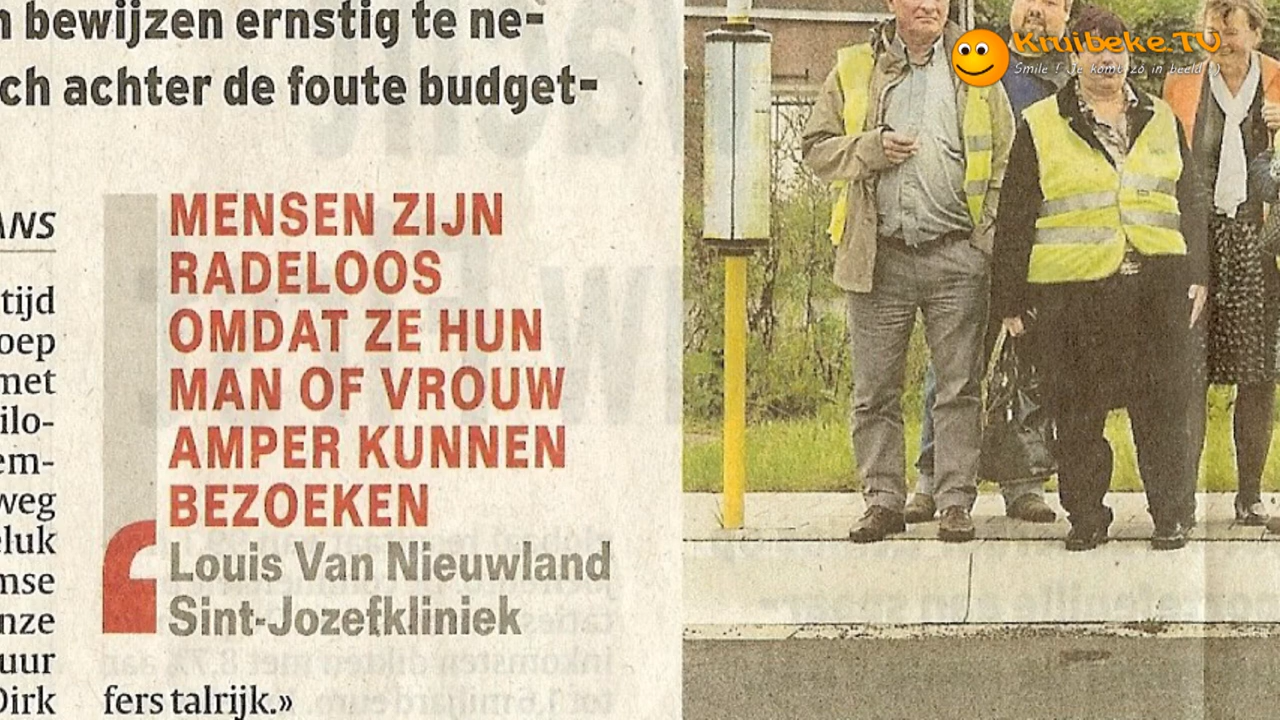 n bewijzen ernstig te ne-
ch achter de foute budget-
ANS
tijd
oep
met
ilo-
em-
weg
eluk
mse
nze
uur
Dirk
MENSEN ZIJN
RADELOOS
OMDAT ZE HUN
MAN OF VROUW
AMPER KUNNEN
BEZOEKEN
Louis Van Nieuwland
Sint-Jozefkliniek
fers talrijk.»
Kruibeke.TV
Smile ! Je komt zo in beeld :)